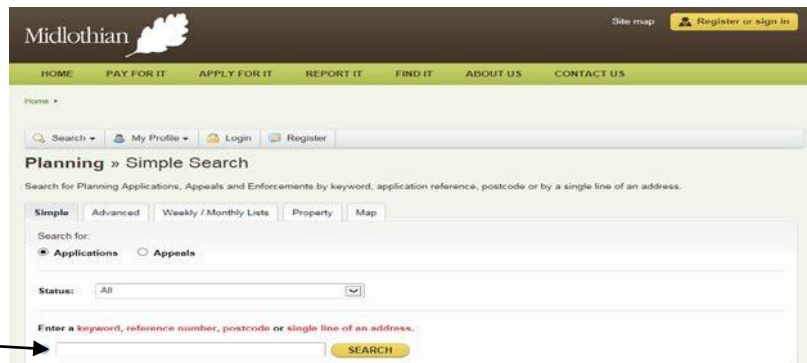 Midlothian
Site map Register or sign in
HOME PAY FOR IT APPLY FOR IT REPORT IT FIND IT ABOUT US CONTACT US
Home
Search My Profile Login Register
Planning » Simple Search
Search for Planning Applications, Appeals and Enforcements by keyword, application reference, postcode or by a single line of an address.
Simple Advanced Weekly / Monthly Lists Property Map
Search for:
Applications Appeals
Status: All
Enter a keyword, reference number, postcode or single line of an address.
SEARCH